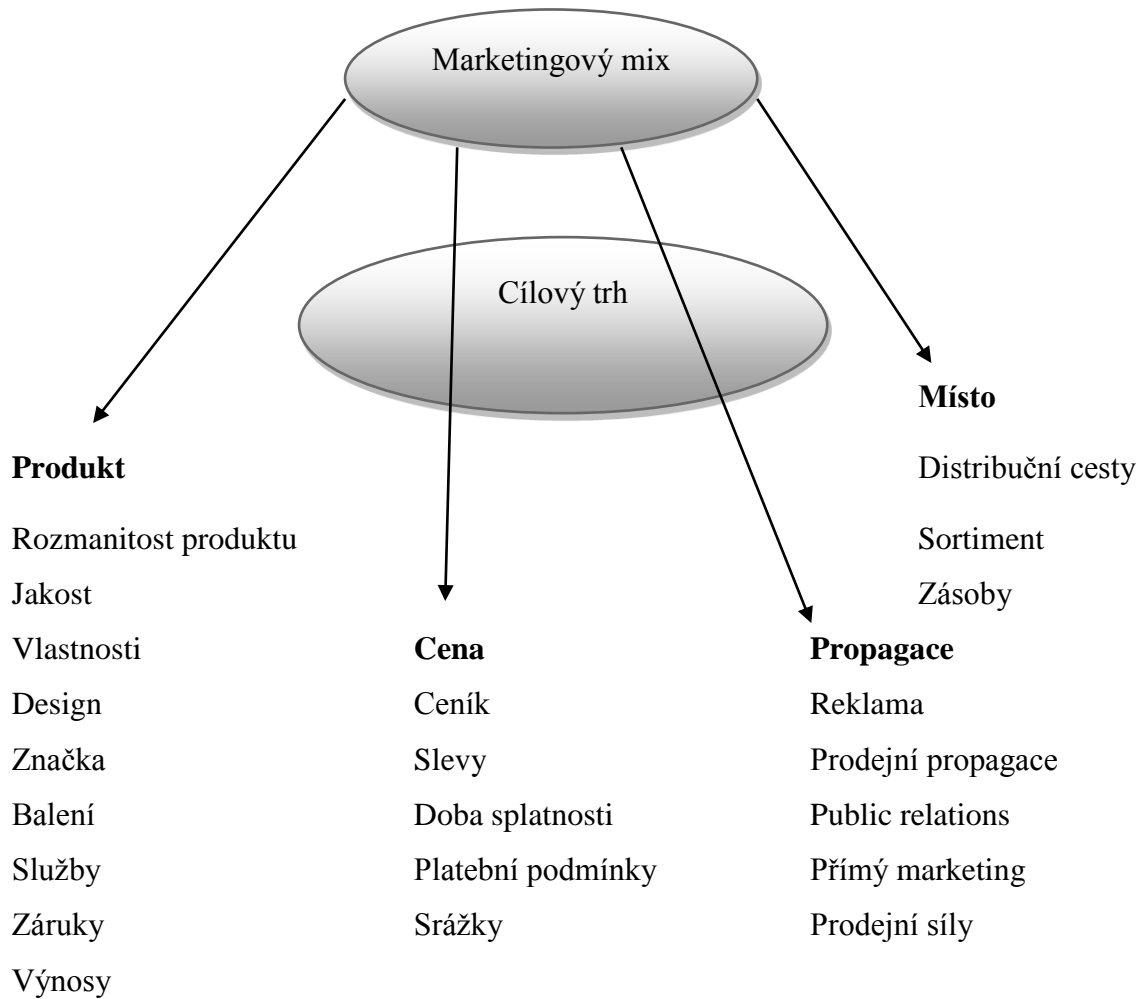 Marketingový mix
Cílový trh
Produkt
Rozmanitost produktu
Jakost
Vlastnosti
Design
Značka
Balení
Služby
Záruky
Výnosy
Cena
Ceník
Slevy
Doba splatnosti
Platební podmínky
Srážky
Propagace
Reklama
Prodejní propagace
Public relations
Přímý marketing
Prodejní síly
Místo
Distribuční cesty
Sortiment
Zásoby